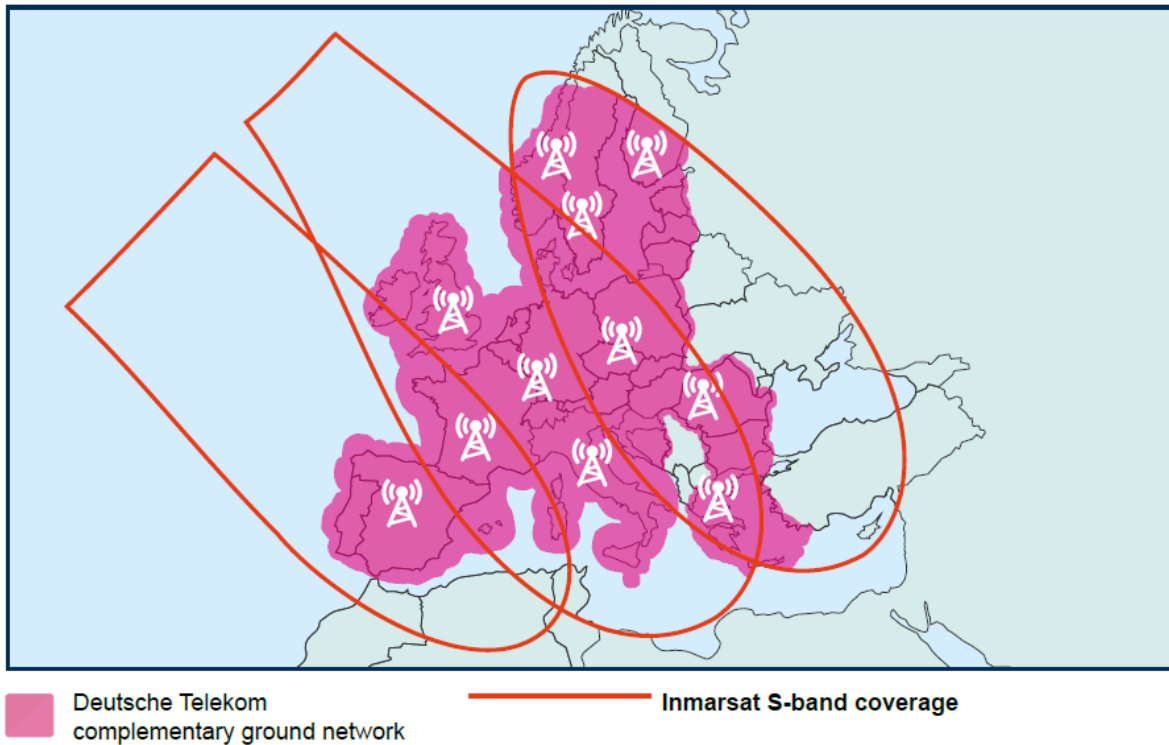 Deutsche Telekom
complementary ground network
Inmarsat S-band coverage